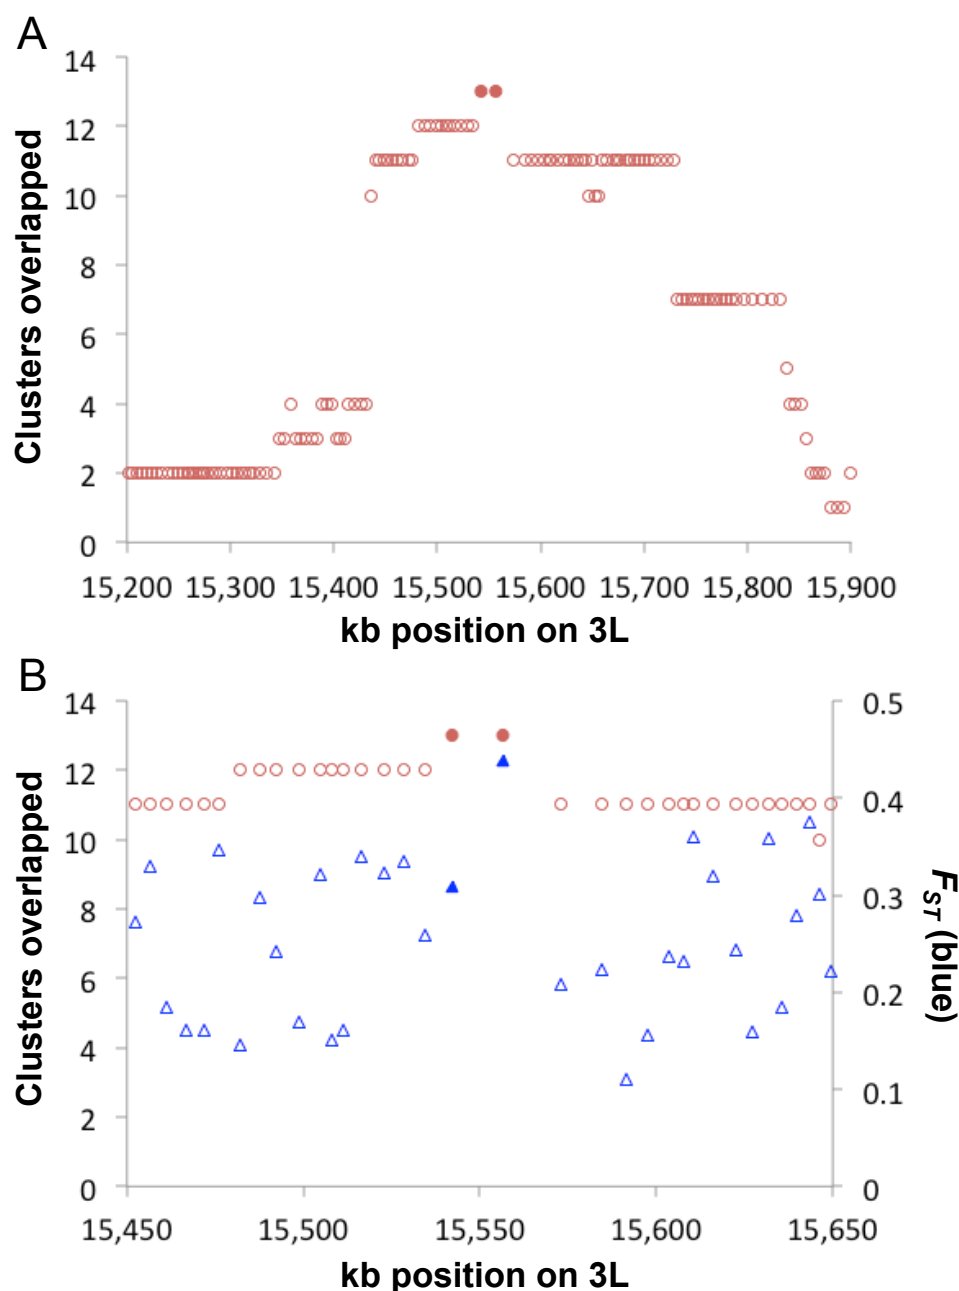 A
14
12
10
8
6
4
2
0
Clusters overlapped
15,200 15,300 15,400 15,500 15,600 15,700 15,800 15,900
kb position on 3L
B
14
12
10
8
6
4
2
0
Clusters overlapped
0.5
0.4
0.3
0.2
0.1
0
FST (blue)
15,450 15,500 15,550 15,600 15,650
kb position on 3L